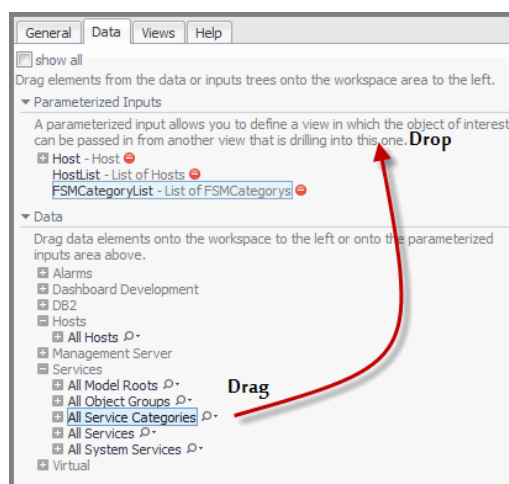 General Data Views Help
show all
Drag elements from the data or inputs trees onto the workspace area to the left.
Parameterized Inputs
A parameterized input allows you to define a view in which the object of interest
can be passed in from another view that is drilling into this one. Drop
Host - Host
HostList - List of Hosts
FSMCategoryList - List of FSMCategorys
Data
Drag data elements onto the workspace to the left or onto the parameterized
inputs area above.
Alarms
Dashboard Development
DB2
Hosts
All Hosts
Management Server
Services
All Model Roots
Drag
All Object Groups
All Service Categories
All Services
All System Services
Virtual